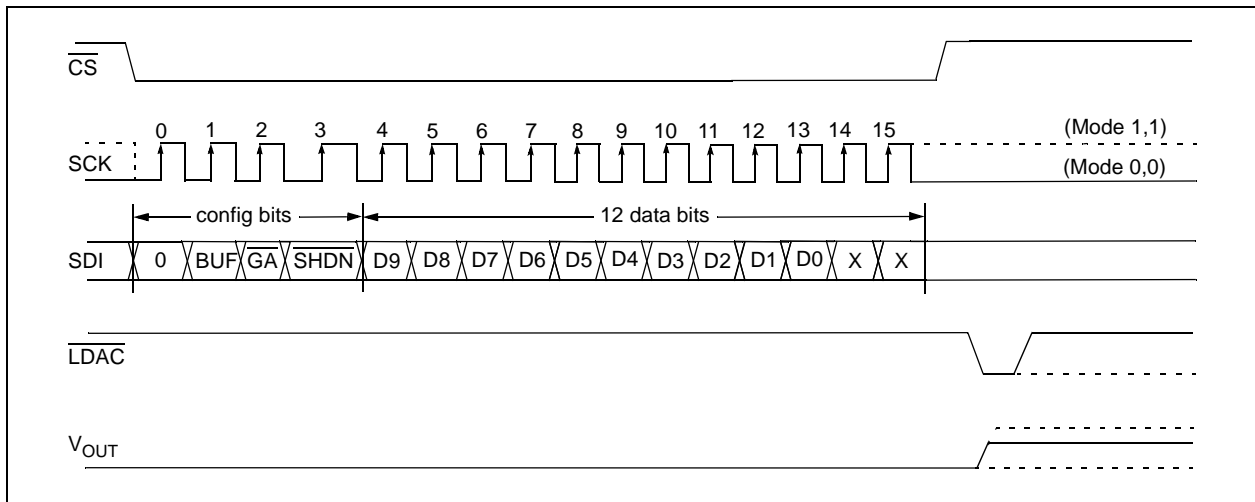 CS
0 1 2 3 4 5 6 7 8 9 10 11 12 13 14 15 (Mode 1,1)
SCK (Mode 0,0)
config bits 12 data bits
SDI 0 BUF GA SHDN D9 D8 D7 D6 D5 D4 D3 D2 D1 D0 X X
LDAC
VOUT